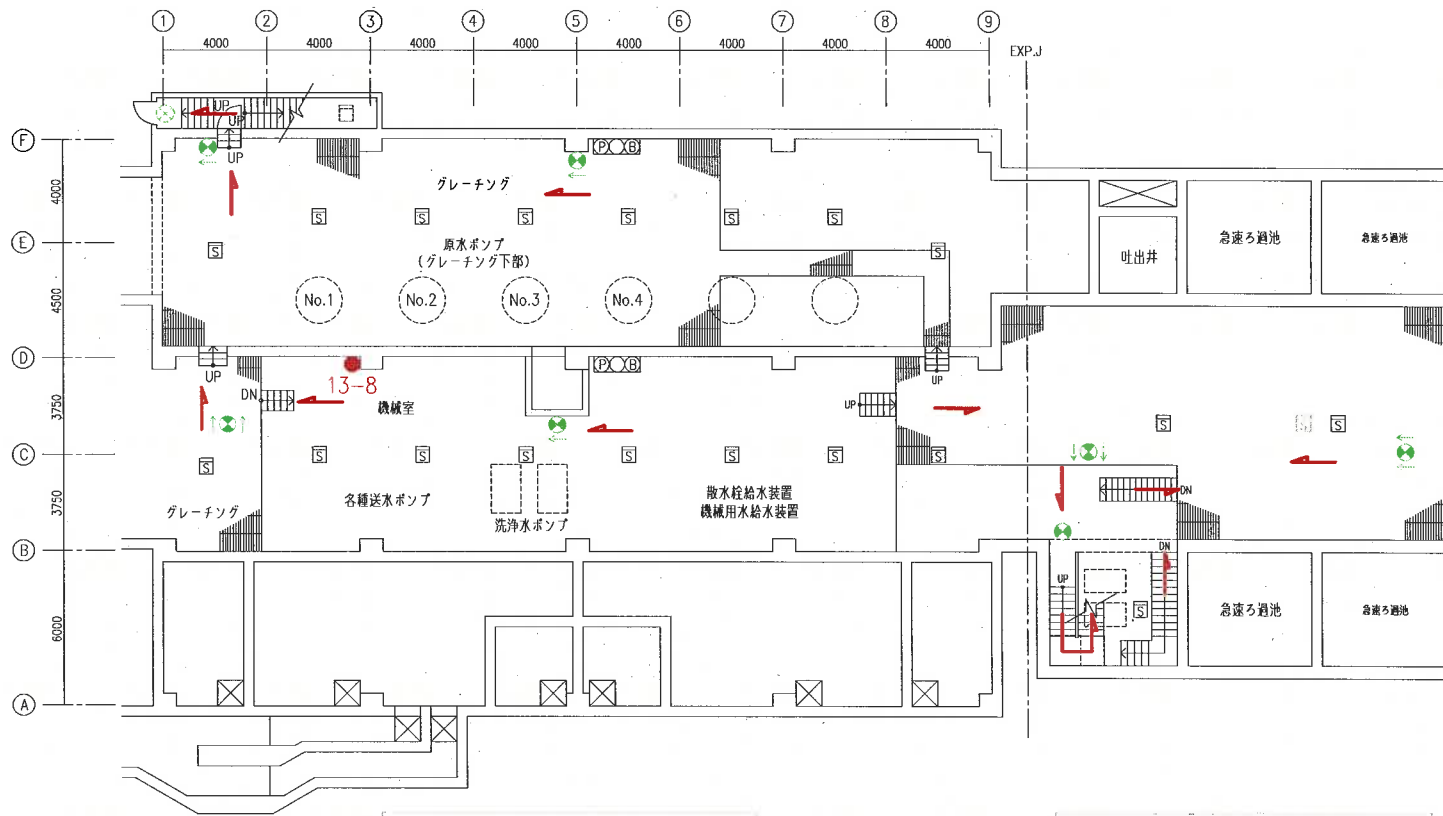 1 2 3 4 5 6 7 8 9
4000 4000 4000 4000 4000 4000 4000 4000
EXP.J
UP
UP
F
UP
P B
4000
グレーチング
S S S S S S
E
S
原水ポンプ
(グレーチング下部)
S
吐出井
急速ろ過池
急速ろ過池
4500
No.1 No.2 No.3 No.4
D
UP
P B
UP
13-8
DN
機械室
UP
3750
S S
C
S S S S S S S S
DN
3750
グレーチング
各種送水ポンプ
洗浄水ポンプ
散水栓給水装置
機械用水給水装置
B
DN
UP
S
6000
急速ろ過池
急速ろ過池
A